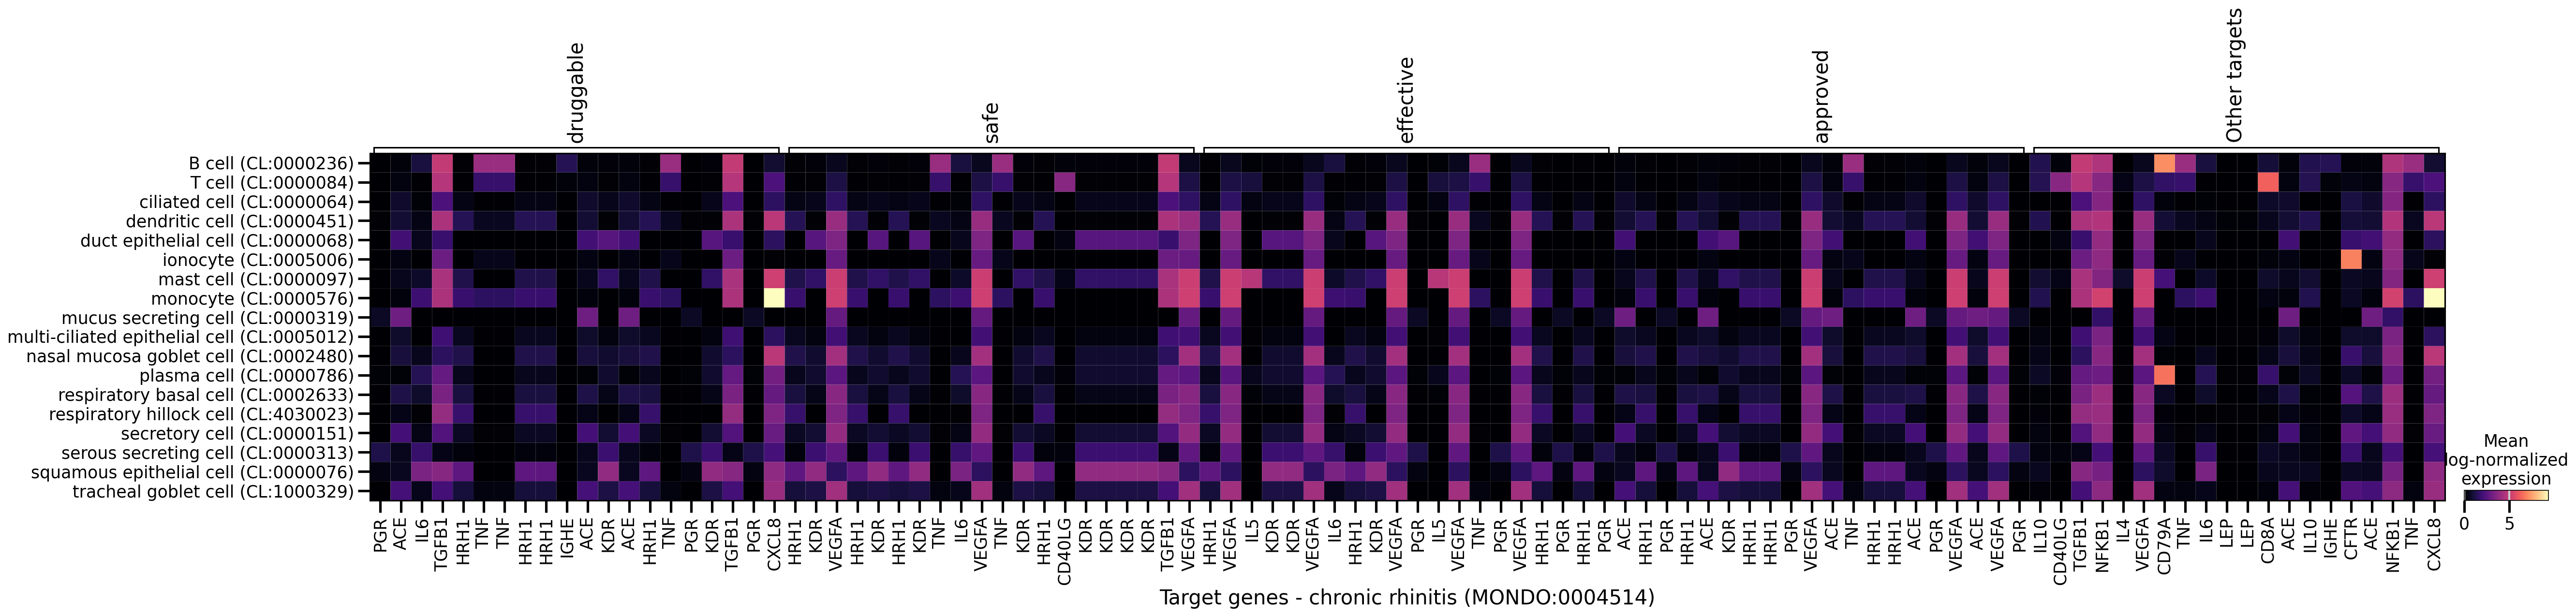 druggable
safe
effective
approved
Other targets
B cell (CL:0000236)
T cell (CL:0000084)
ciliated cell (CL:0000064)
dendritic cell (CL:0000451)
duct epithelial cell (CL:0000068)
ionocyte (CL:0005006)
mast cell (CL:0000097)
monocyte (CL:0000576)
mucus secreting cell (CL:0000319)
multi-ciliated epithelial cell (CL:0005012)
nasal mucosa goblet cell (CL:0002480)
plasma cell (CL:0000786)
respiratory basal cell (CL:0002633)
respiratory hillock cell (CL:4030023)
secretory cell (CL:0000151)
serous secreting cell (CL:0000313)
squamous epithelial cell (CL:0000076)
tracheal goblet cell (CL:1000329)
PGR
ACE
IL6
TGFB1
HRH1
TNF
TNF
HRH1
HRH1
IGHE
ACE
KDR
ACE
HRH1
TNF
PGR
KDR
TGFB1
PGR
CXCL8
HRH1
KDR
VEGFA
HRH1
KDR
HRH1
KDR
TNF
IL6
VEGFA
TNF
KDR
HRH1
CD40LG
KDR
KDR
KDR
KDR
TGFB1
VEGFA
HRH1
VEGFA
IL5
KDR
KDR
VEGFA
IL6
HRH1
KDR
VEGFA
PGR
IL5
VEGFA
TNF
PGR
VEGFA
HRH1
PGR
HRH1
PGR
ACE
HRH1
PGR
HRH1
ACE
KDR
HRH1
HRH1
PGR
VEGFA
ACE
TNF
HRH1
HRH1
ACE
PGR
VEGFA
ACE
VEGFA
PGR
IL10
CD40LG
TGFB1
NFKB1
IL4
VEGFA
CD79A
TNF
IL6
LEP
LEP
CD8A
ACE
IL10
IGHE
CFTR
ACE
NFKB1
TNF
CXCL8
Target genes - chronic rhinitis (MONDO:0004514)
Mean
log-normalized
expression
0 5